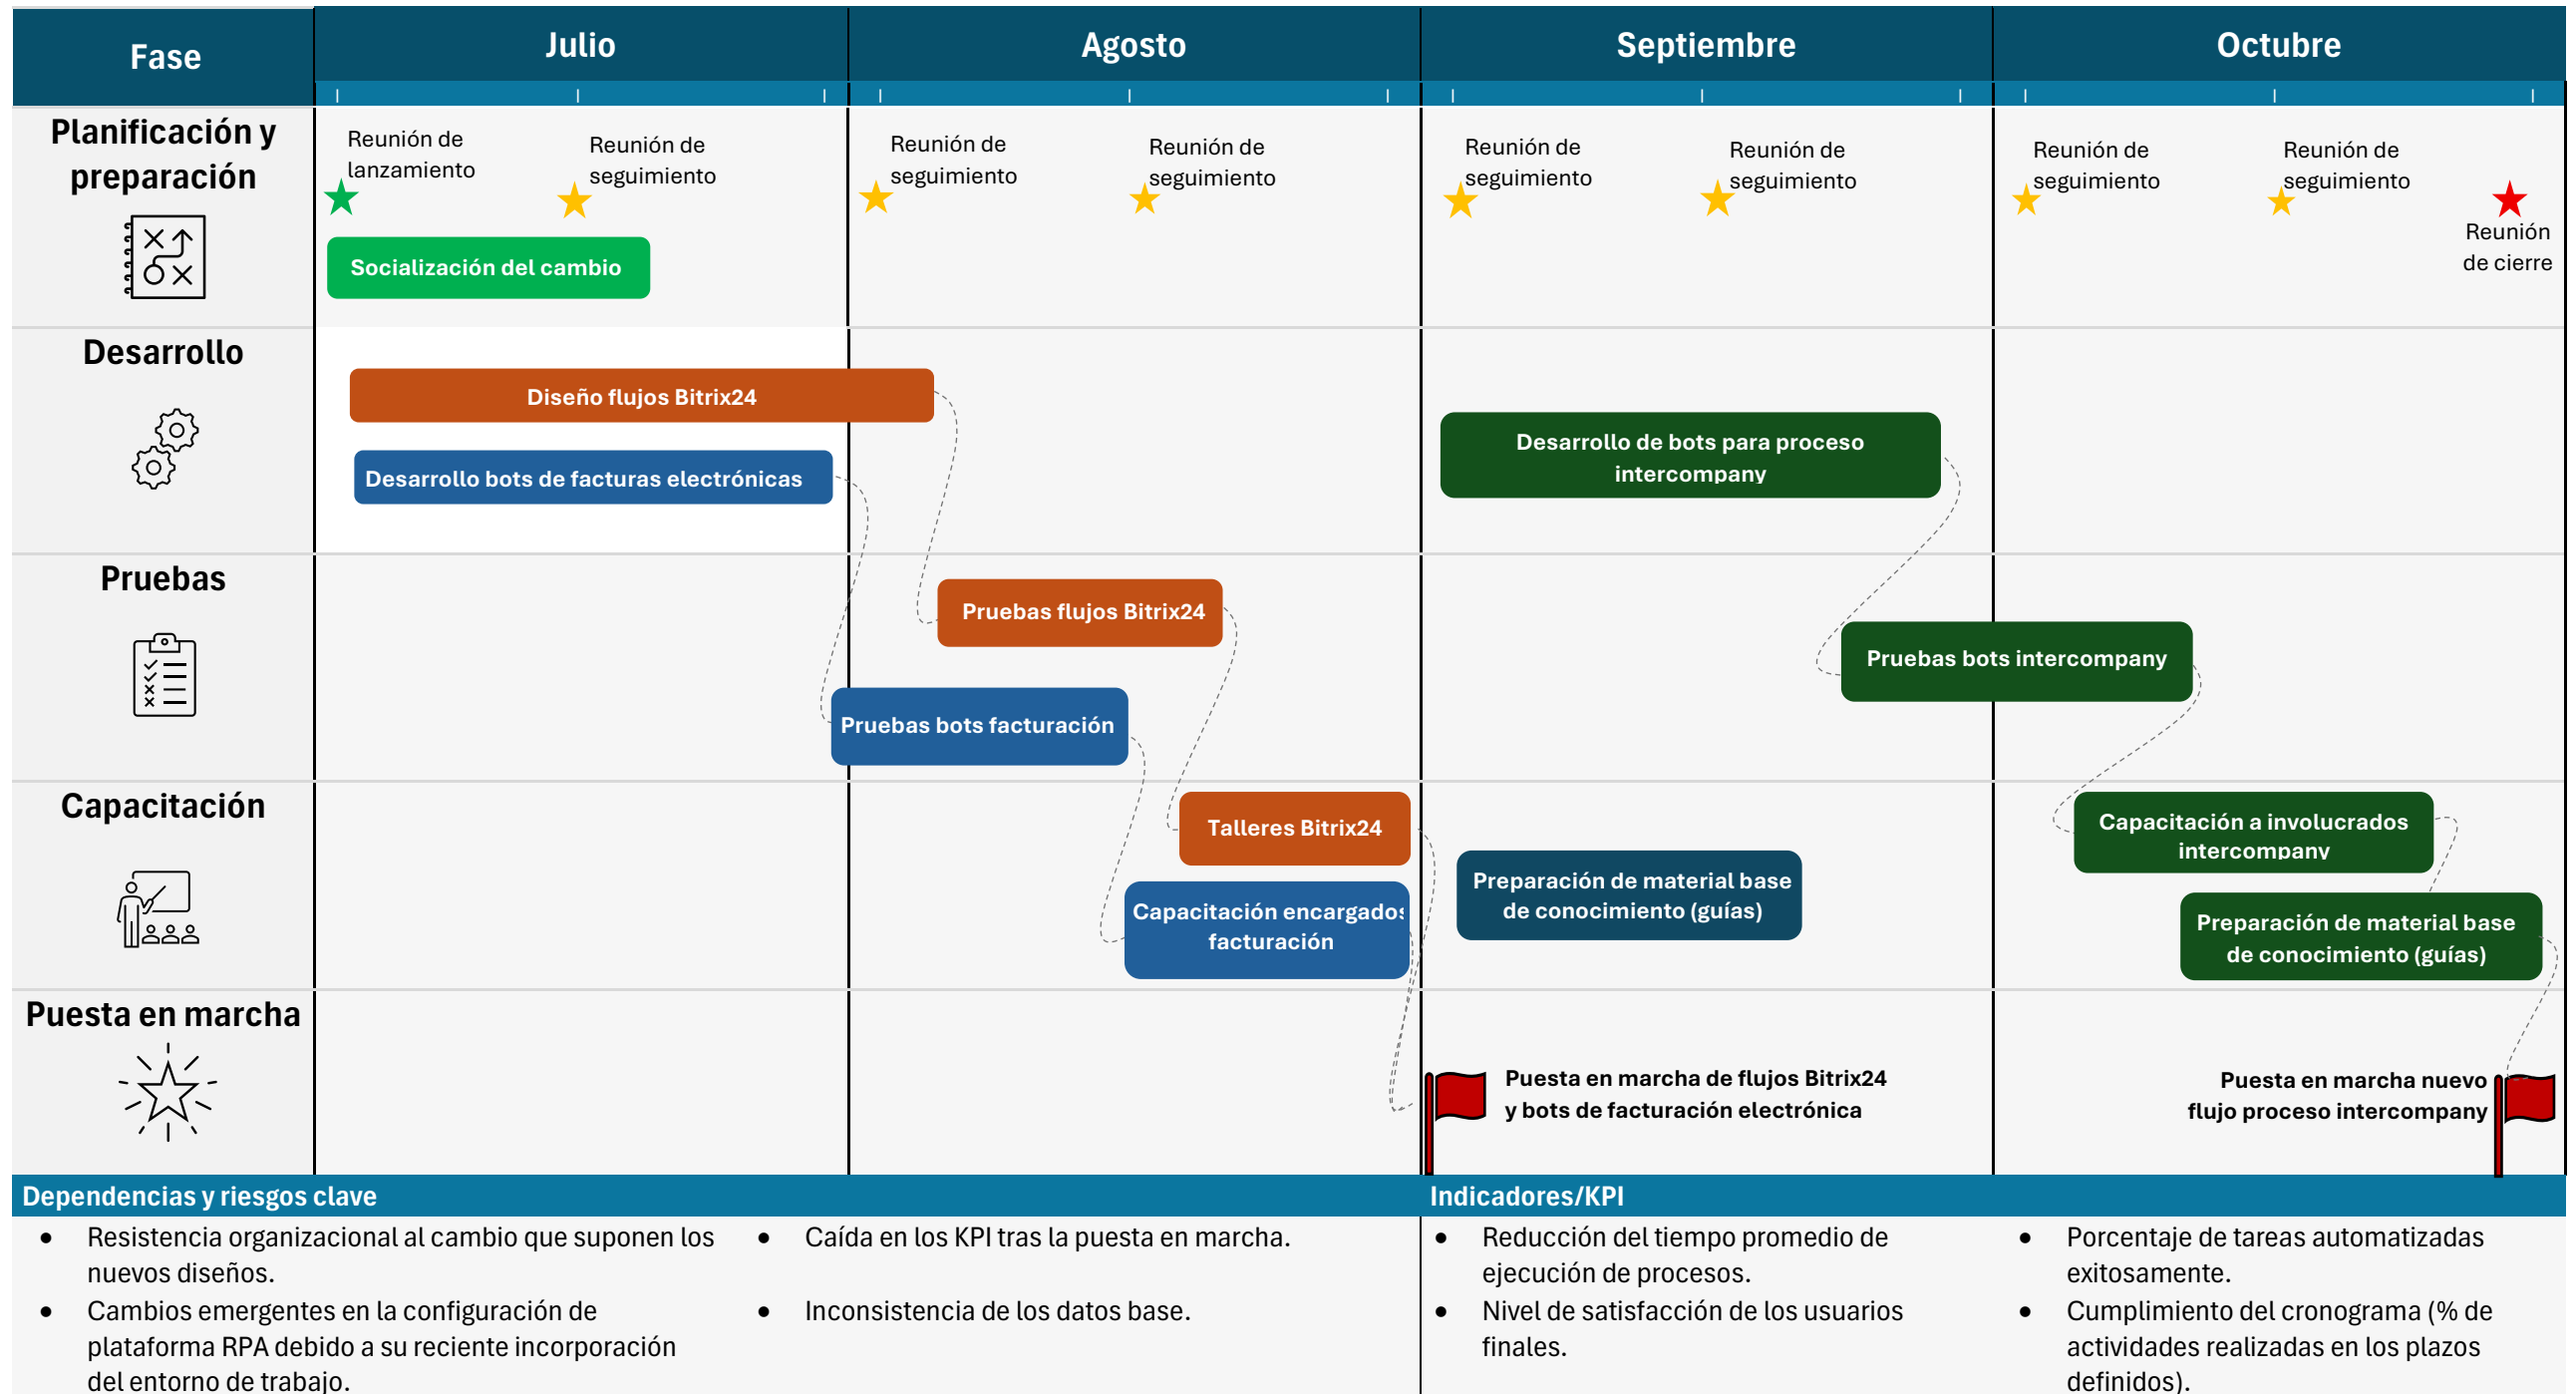 Fase
Julio
Agosto
Septiembre
Octubre
Planificación y
preparación
Reunión de
lanzamiento
Reunión de
seguimiento
Reunión de
seguimiento
Reunión de
seguimiento
Reunión de
seguimiento
Reunión de
seguimiento
Reunión de
seguimiento
Reunión de
seguimiento
Reunión
de cierre
Socialización del cambio
Desarrollo
Diseño flujos Bitrix24
Desarrollo bots de facturas electrónicas
Desarrollo de bots para proceso
intercompany
Pruebas
Pruebas flujos Bitrix24
Pruebas bots intercompany
Pruebas bots facturación
Capacitación
Talleres Bitrix24
Capacitación encargados
facturación
Preparación de material base
de conocimiento (guías)
Capacitación a involucrados
intercompany
Preparación de material base
de conocimiento (guías)
Puesta en marcha
Puesta en marcha de flujos Bitrix24
y bots de facturación electrónica
Puesta en marcha nuevo
flujo proceso intercompany
Dependencias y riesgos clave
• Resistencia organizacional al cambio que suponen los
nuevos diseños.
• Cambios emergentes en la configuración de
plataforma RPA debido a su reciente incorporación
del entorno de trabajo.
• Caída en los KPI tras la puesta en marcha.
• Inconsistencia de los datos base.
Indicadores/KPI
• Reducción del tiempo promedio de
ejecución de procesos.
• Nivel de satisfacción de los usuarios
finales.
• Porcentaje de tareas automatizadas
exitosamente.
• Cumplimiento del cronograma (% de
actividades realizadas en los plazos
definidos).